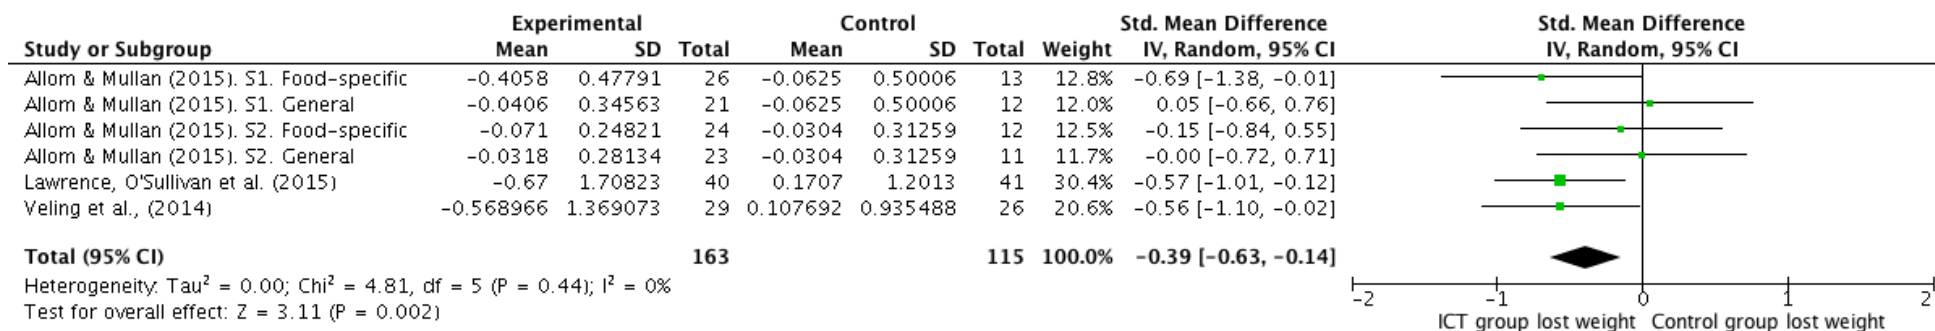 Experimental Control Std. Mean Difference Std. Mean Difference
Study or Subgroup Mean SD Total Mean SD Total Weight IV, Random, 95% CI IV, Random, 95% CI
Allom & Mullan (2015). S1. Food-specific -0.4058 0.47791 26 -0.0625 0.50006 13 12.8% -0.69 [-1.38, -0.01]
Allom & Mullan (2015). S1. General -0.0406 0.34563 21 -0.0625 0.50006 12 12.0% 0.05 [-0.66, 0.76]
Allom & Mullan (2015). S2. Food-specific -0.071 0.24821 24 -0.0304 0.31259 12 12.5% -0.15 [-0.84, 0.55]
Allom & Mullan (2015). S2. General -0.0318 0.28134 23 -0.0304 0.31259 11 11.7% -0.00 [-0.72, 0.71]
Lawrence, O'Sullivan et al. (2015) -0.67 1.70823 40 0.1707 1.2013 41 30.4% -0.57 [-1.01, -0.12]
Veling et al., (2014) -0.568966 1.369073 29 0.107692 0.935488 26 20.6% -0.56 [-1.10, -0.02]
Total (95% CI) 163 115 100.0% -0.39 [-0.63, -0.14]
Heterogeneity: Tau² = 0.00; Chi² = 4.81, df = 5 (P = 0.44); I² = 0%
Test for overall effect: Z = 3.11 (P = 0.002)
-2 -1 0 1 2
ICT group lost weight Control group lost weight